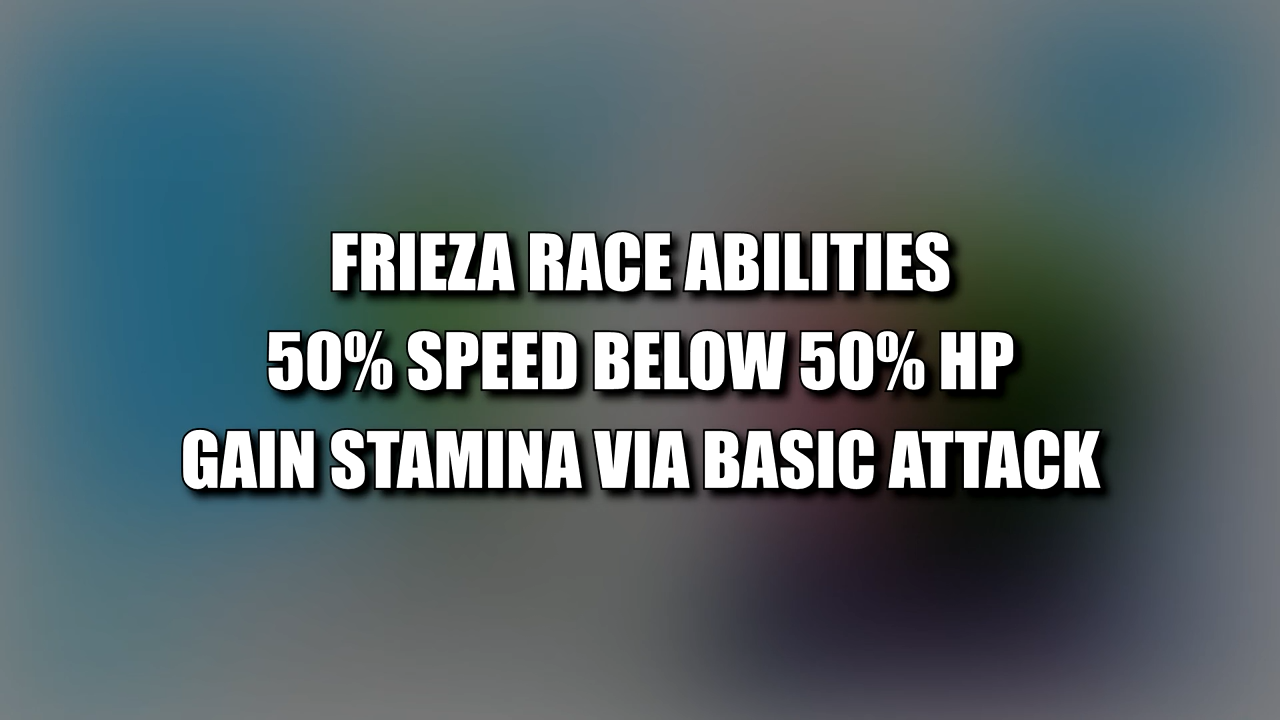 FRIEZA RACE ABILITIES
50% SPEED BELOW 50% HP
GAIN STAMINA VIA BASIC ATTACK